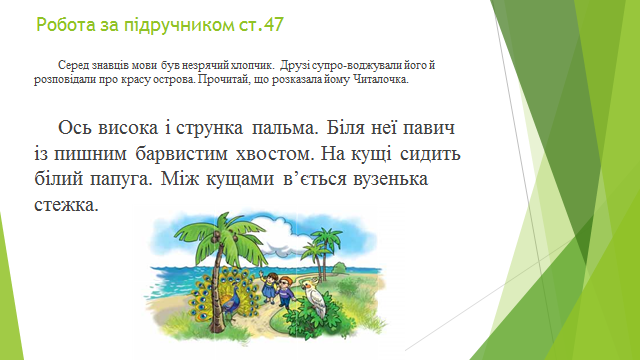 Робота за підручником ст.47
Серед знавців мови був незрячий хлопчик. Друзі супро-воджували його й
розповідали про красу острова. Прочитай, що розказала йому Читалочка.
Ось висока і струнка пальма. Біля неї павич
із пишним барвистим хвостом. На кущі сидить
білий папуга. Між кущами в’ється вузенька
стежка.